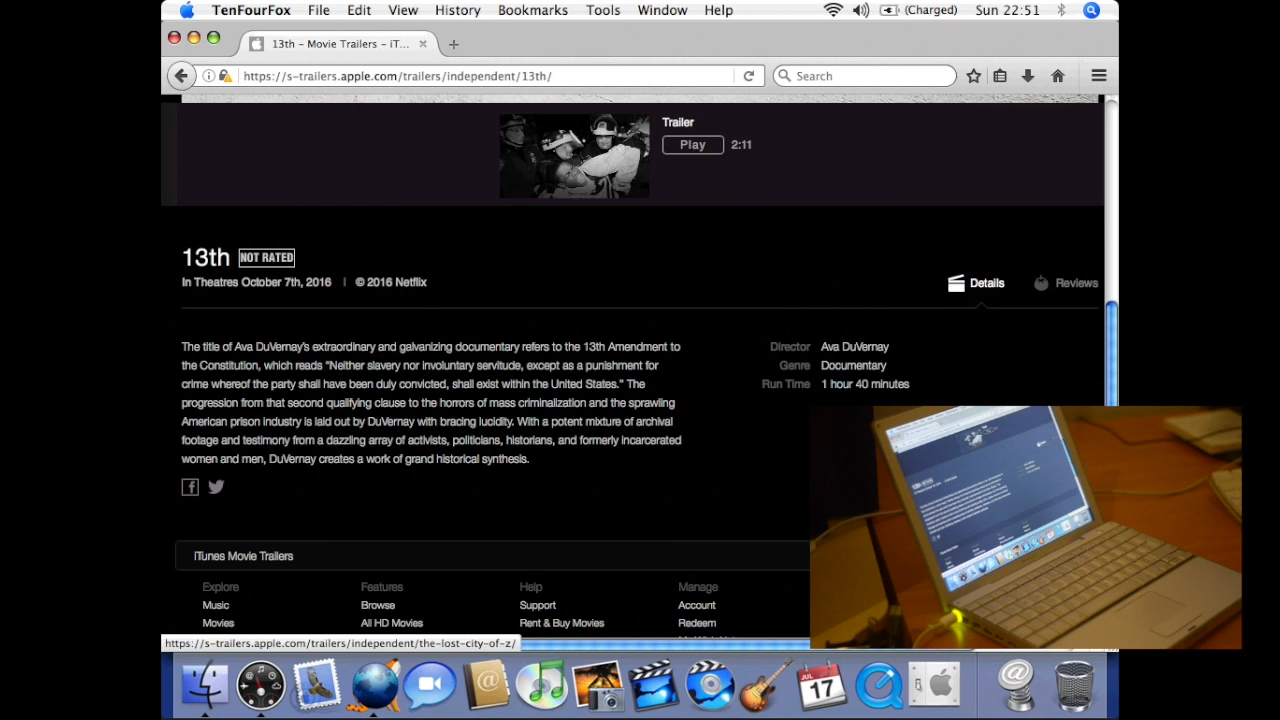 TenFourFox File Edit View History Bookmarks Tools Window Help (Charged) Sun 22:51
13th - Movie Trailers - iT...
https://s-trailers.apple.com/trailers/independent/13th/ Search
Trailer
Play 2:11
13th NOT RATED
In Theatres October 7th, 2016 | © 2016 Netflix
Details Reviews
The title of Ava DuVernay's extraordinary and galvanizing documentary refers to the 13th Amendment to
the Constitution, which reads "Neither slavery nor involuntary servitude, except as a punishment for
crime whereof the party shall have been duly convicted, shall exist within the United States." The
progression from that second qualifying clause to the horrors of mass criminalization and the sprawling
American prison industry is laid out by DuVernay with bracing lucidity. With a potent mixture of archival
footage and testimony from a dazzling array of activists, politicians, historians, and formerly incarcerated
women and men, DuVernay creates a work of grand historical synthesis.
Director Ava DuVernay
Genre Documentary
Run Time 1 hour 40 minutes
iTunes Movie Trailers
Explore Features Help Manage
Music Browse Support Account
Movies All HD Movies Rent & Buy Movies Redeem
https://s-trailers.apple.com/trailers/independent/the-lost-city-of-z/
JUL
17